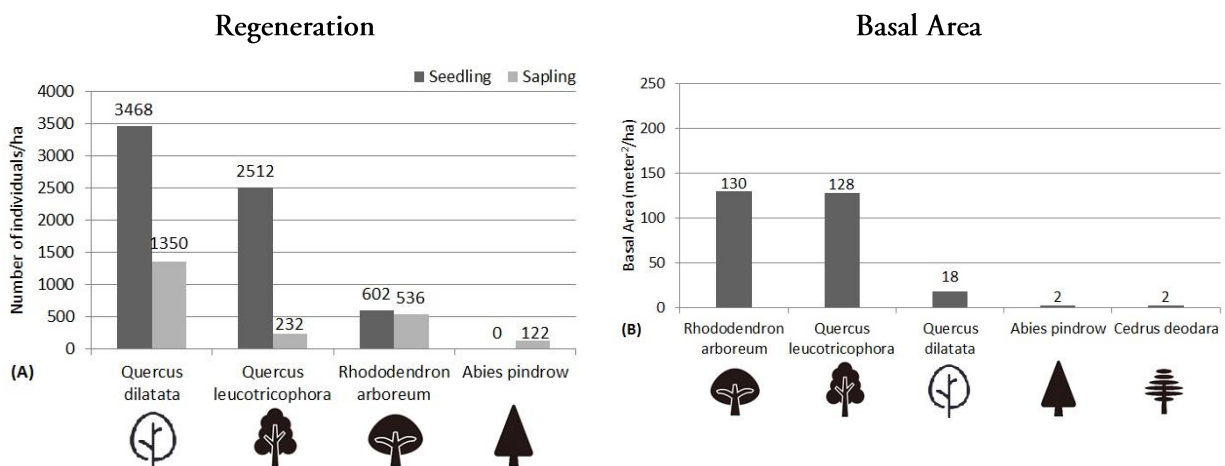 Regeneration
Seedling Sapling
Number of individuals/ha
4000
3500
3000
2500
2000
1500
1000
500
0
3468
1350
2512
232
602
536
0
122
(A)
Quercus
dilatata
Quercus
leucotricophora
Rhododendron
arboreum
Abies pindrow
Basal Area
Basal Area (meter²/ha)
250
200
150
100
50
0
130
128
18
2
2
(B)
Rhododendron
arboreum
Quercus
leucotricophora
Quercus
dilatata
Abies pindrow
Cedrus deodara